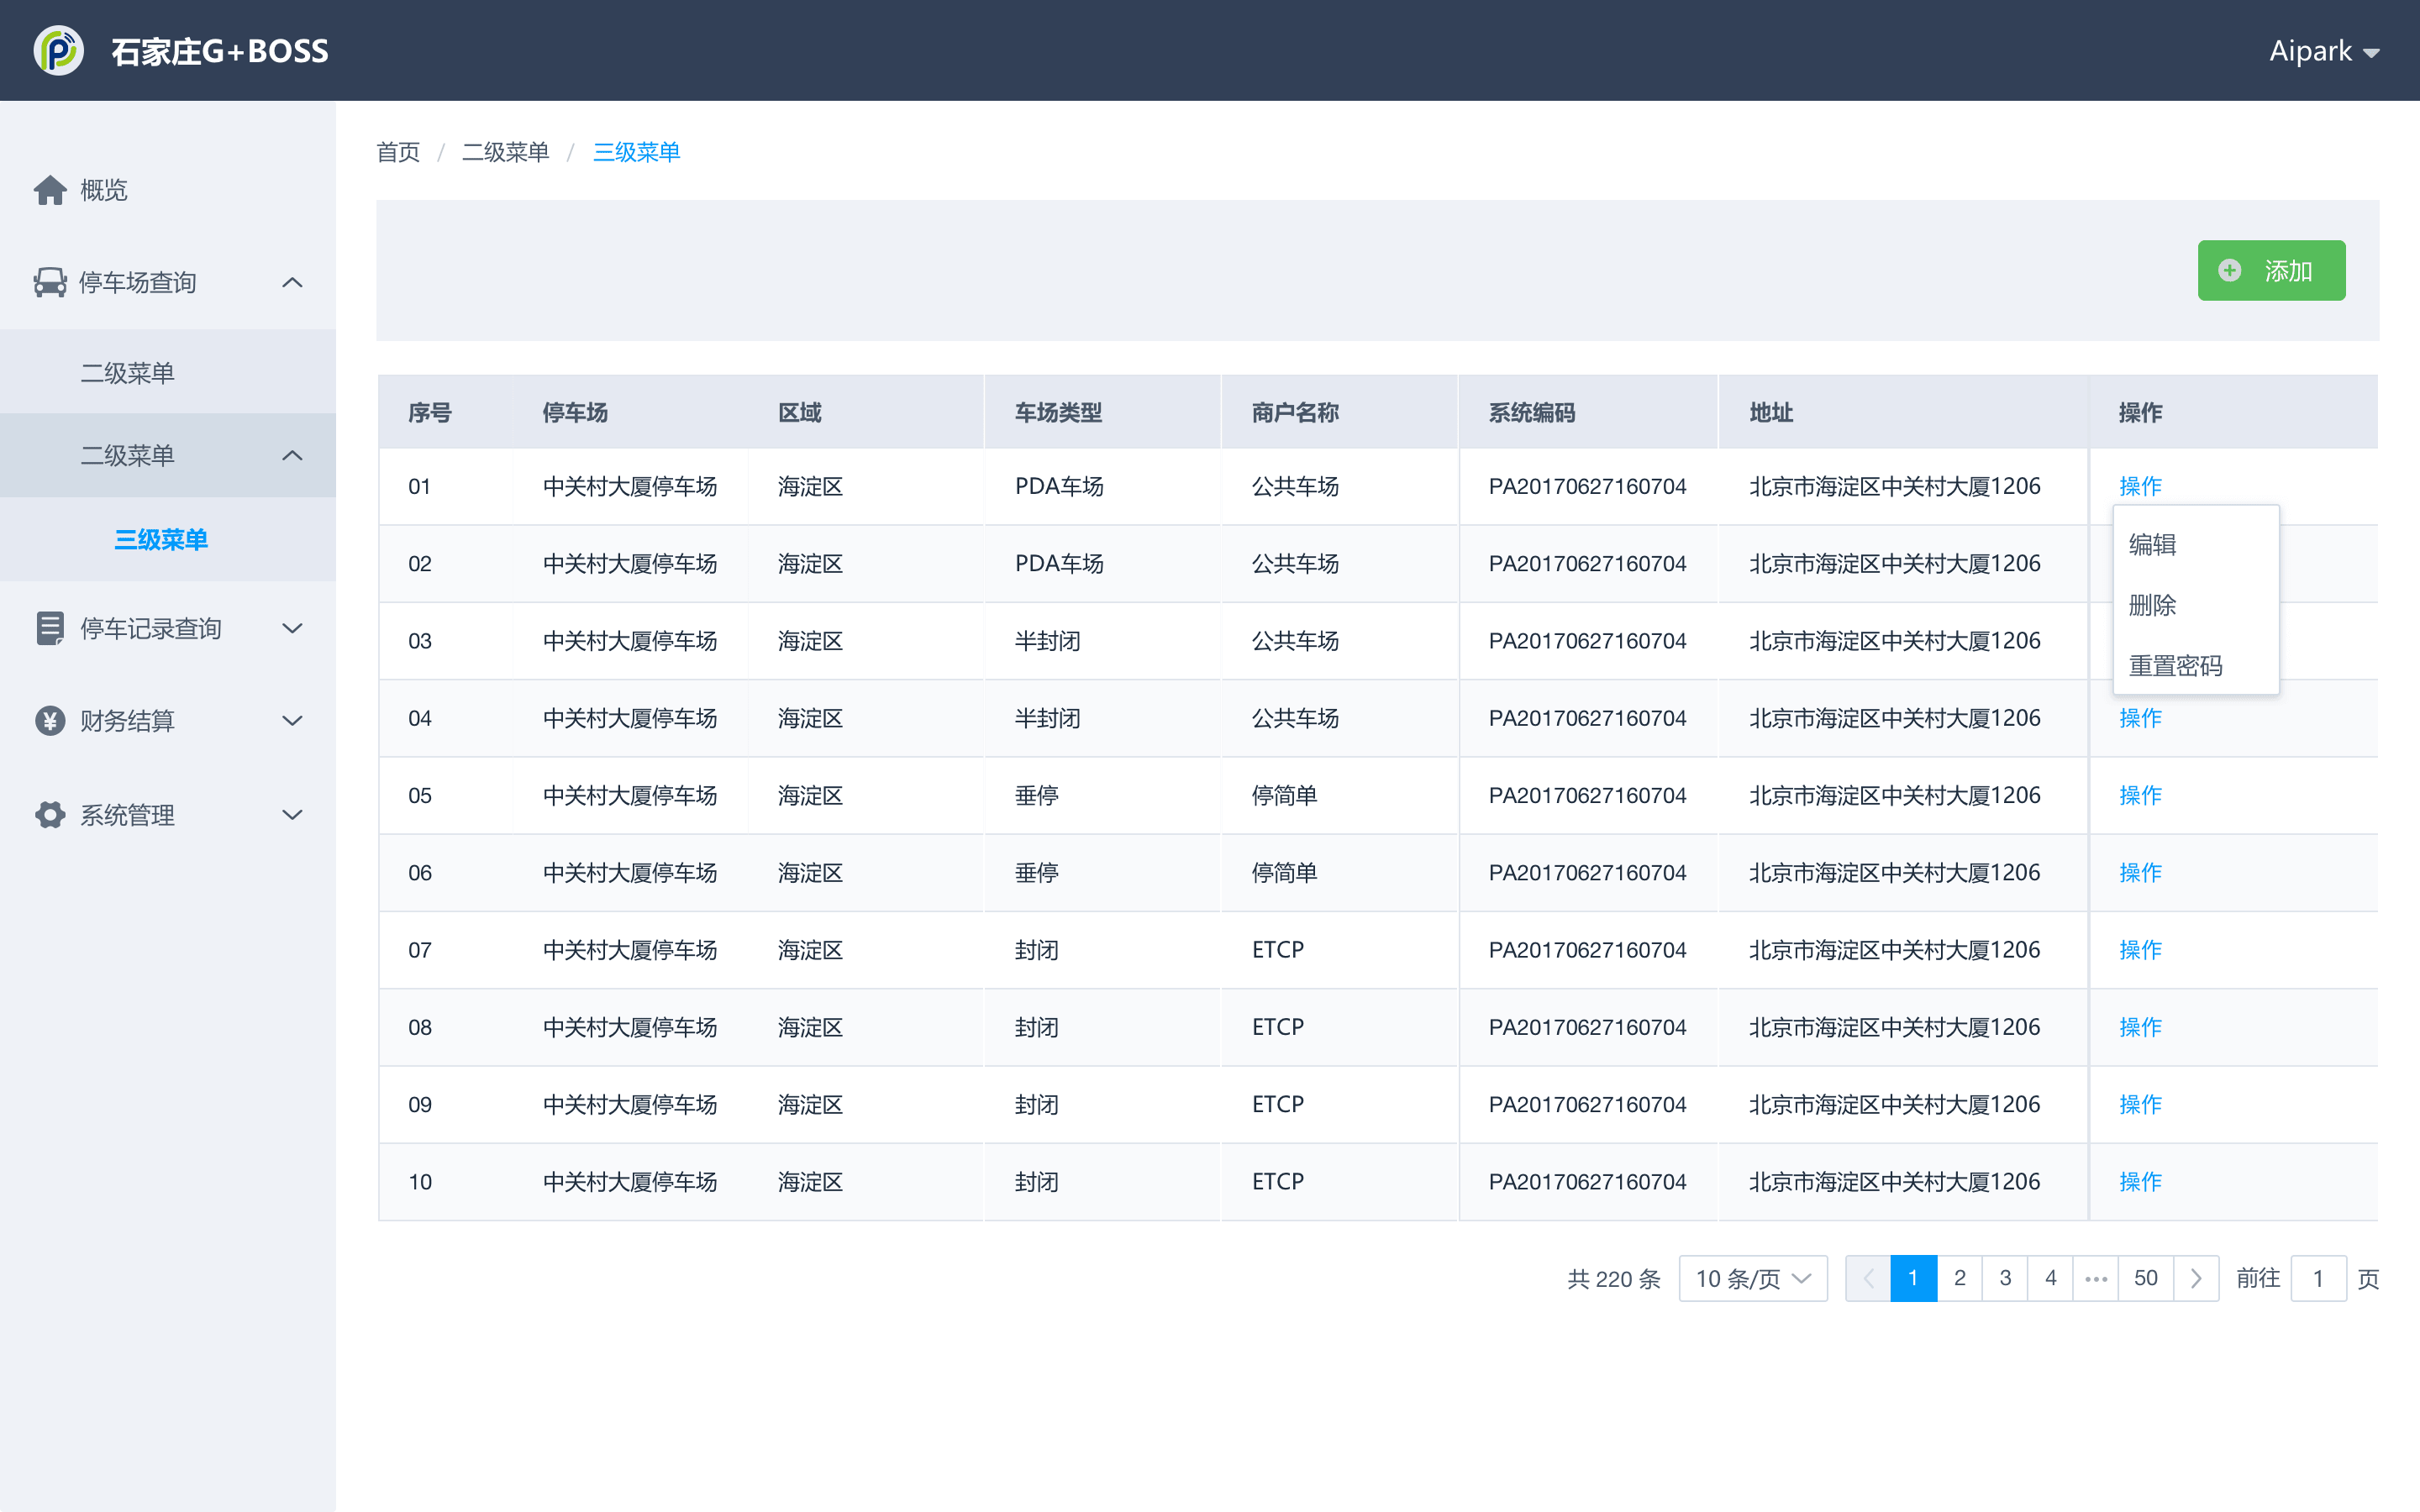 石家庄G+BOSS
Aipark
概览
停车场查询
二级菜单
二级菜单
三级菜单
停车记录查询
财务结算
系统管理
首页 / 二级菜单 / 三级菜单
添加
序号 停车场 区域 车场类型 商户名称 系统编码 地址 操作
01 中关村大厦停车场 海淀区 PDA车场 公共车场 PA20170627160704 北京市海淀区中关村大厦1206 操作
02 中关村大厦停车场 海淀区 PDA车场 公共车场 PA20170627160704 北京市海淀区中关村大厦1206
03 中关村大厦停车场 海淀区 半封闭 公共车场 PA20170627160704 北京市海淀区中关村大厦1206
04 中关村大厦停车场 海淀区 半封闭 公共车场 PA20170627160704 北京市海淀区中关村大厦1206 操作
05 中关村大厦停车场 海淀区 垂停 停简单 PA20170627160704 北京市海淀区中关村大厦1206 操作
06 中关村大厦停车场 海淀区 垂停 停简单 PA20170627160704 北京市海淀区中关村大厦1206 操作
07 中关村大厦停车场 海淀区 封闭 ETCP PA20170627160704 北京市海淀区中关村大厦1206 操作
08 中关村大厦停车场 海淀区 封闭 ETCP PA20170627160704 北京市海淀区中关村大厦1206 操作
09 中关村大厦停车场 海淀区 封闭 ETCP PA20170627160704 北京市海淀区中关村大厦1206 操作
10 中关村大厦停车场 海淀区 封闭 ETCP PA20170627160704 北京市海淀区中关村大厦1206 操作
编辑
删除
重置密码
共 220 条 10 条/页 1 2 3 4 ••• 50 前往 1 页